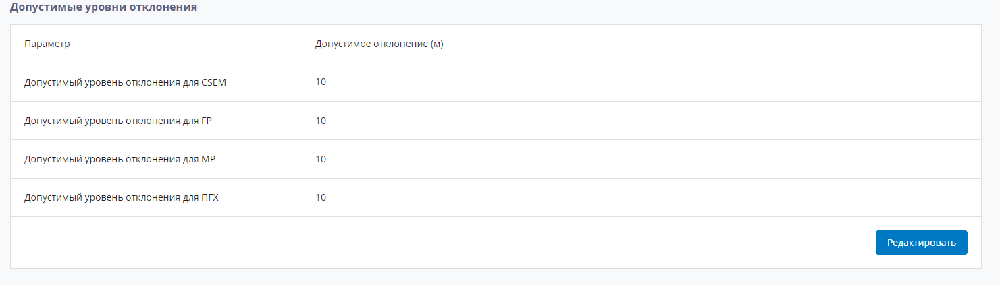 Допустимые уровни отклонения
Параметр Допустимое отклонение (м)
Допустимый уровень отклонения для CSEM 10
Допустимый уровень отклонения для ГР 10
Допустимый уровень отклонения для МР 10
Допустимый уровень отклонения для ПГХ 10
Редактировать